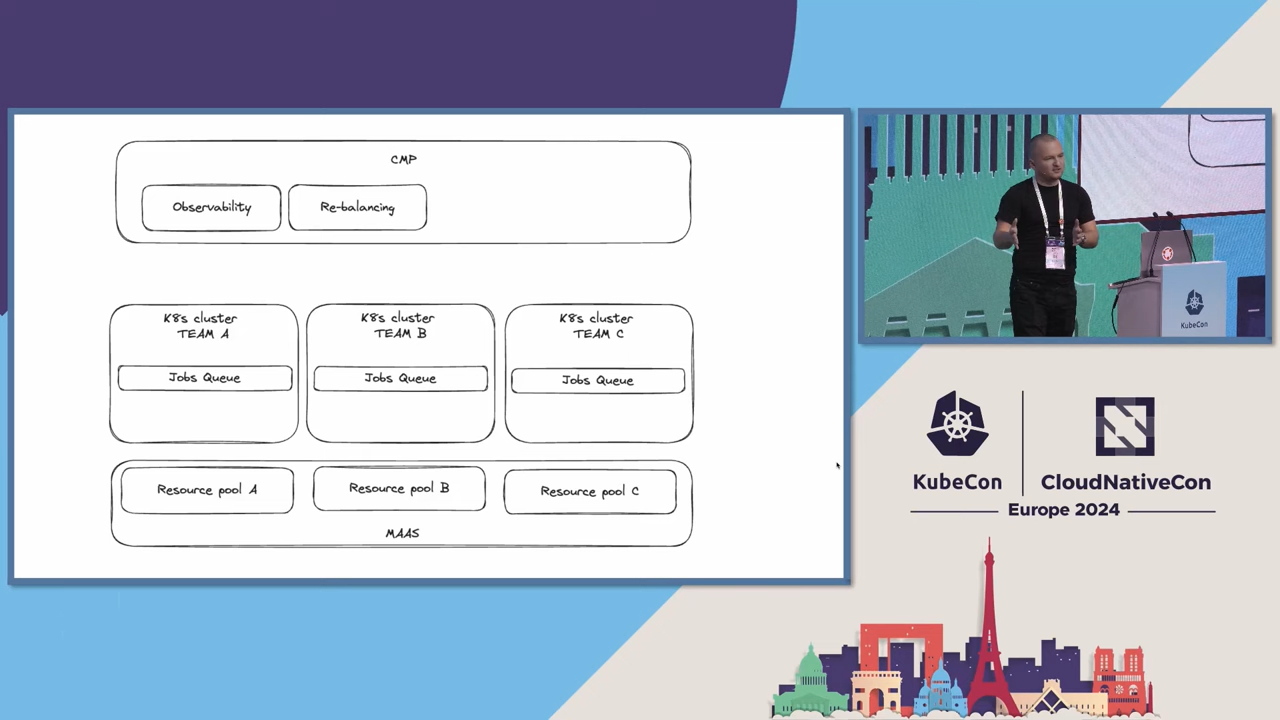 CMP
Observability
Re-balancing
K8s cluster
TEAM A
Jobs Queue
K8s cluster
TEAM B
Jobs Queue
K8s cluster
TEAM C
Jobs Queue
Resource pool A
Resource pool B
Resource pool C
MAAS
KubeCon
KubeCon
CloudNativeCon
Europe 2024